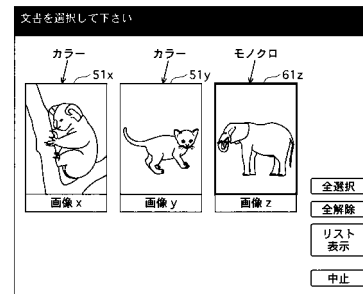 文書を選択して下さい
カラー カラー モノクロ
51x 51y 61z
画像 x 画像 y 画像 z
全選択
全解除
リスト
表示
中止